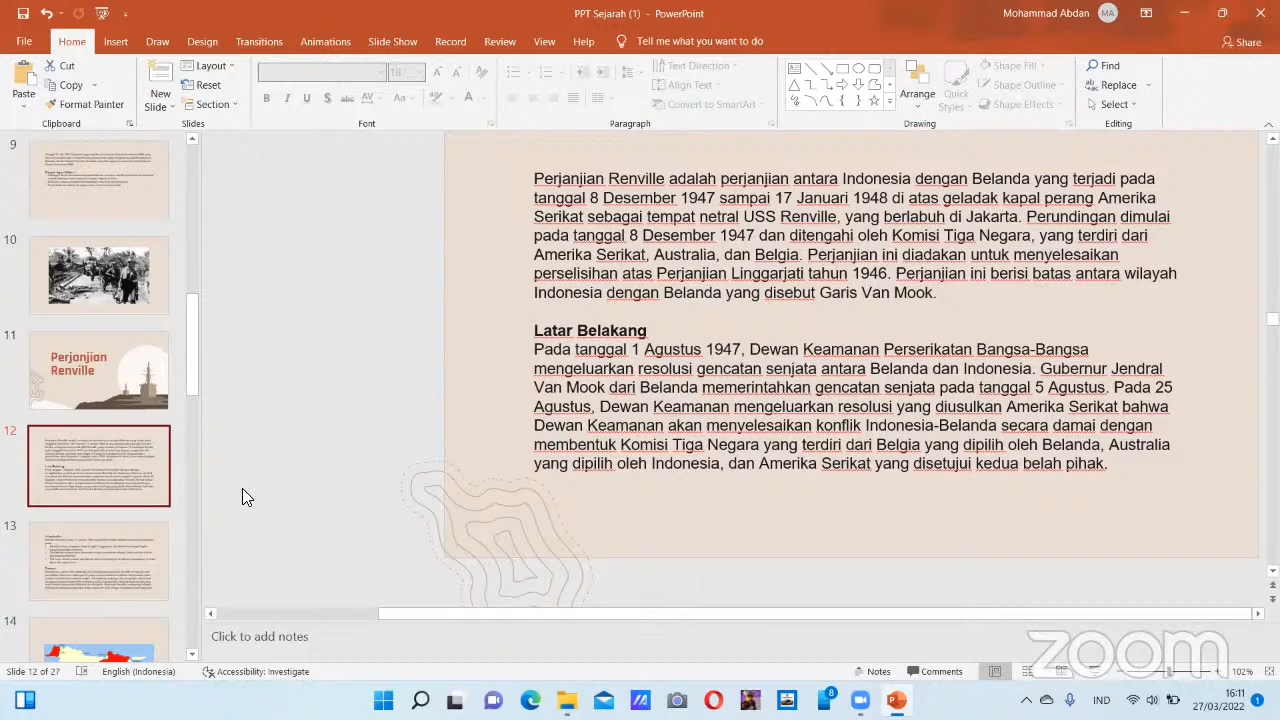 PPT Sejarah (1) - PowerPoint
Mohammad Abdan
MA
File Home Insert Draw Design Transitions Animations Slide Show Record Review View Help Tell me what you want to do
Share
Paste
Cut
Copy
Format Painter
Clipboard
New Slide
Layout
Reset
Section
Slides
18
Font
Text Direction
Align Text
Convert to SmartArt
Paragraph
Arrange
Quick Styles
Shape Fill
Shape Outline
Shape Effects
Drawing
Find
Replace
Select
Editing
9
10
11
Perjanjian
Renville
12
13
14
Perjanjian Renville adalah perjanjian antara Indonesia dengan Belanda yang terjadi pada
tanggal 8 Desember 1947 sampai 17 Januari 1948 di atas geladak kapal perang Amerika
Serikat sebagai tempat netral USS Renville, yang berlabuh di Jakarta. Perundingan dimulai
pada tanggal 8 Desember 1947 dan ditengahi oleh Komisi Tiga Negara, yang terdiri dari
Amerika Serikat, Australia, dan Belgia. Perjanjian ini diadakan untuk menyelesaikan
perselisihan atas Perjanjian Linggarjati tahun 1946. Perjanjian ini berisi batas antara wilayah
Indonesia dengan Belanda yang disebut Garis Van Mook.
Latar Belakang
Pada tanggal 1 Agustus 1947, Dewan Keamanan Perserikatan Bangsa-Bangsa
mengeluarkan resolusi gencatan senjata antara Belanda dan Indonesia. Gubernur Jendral
Van Mook dari Belanda memerintahkan gencatan senjata pada tanggal 5 Agustus. Pada 25
Agustus, Dewan Keamanan mengeluarkan resolusi yang diusulkan Amerika Serikat bahwa
Dewan Keamanan akan menyelesaikan konflik Indonesia-Belanda secara damai dengan
membentuk Komisi Tiga Negara yang terdiri dari Belgia yang dipilih oleh Belanda, Australia
yang dipilih oleh Indonesia, dan Amerika Serikat yang disetujui kedua belah pihak.
Click to add notes
zoom
Slide 12 of 27
English (Indonesia)
Accessibility: Investigate
Notes
Comments
102%
8
IND
16:11
27/03/2022
1